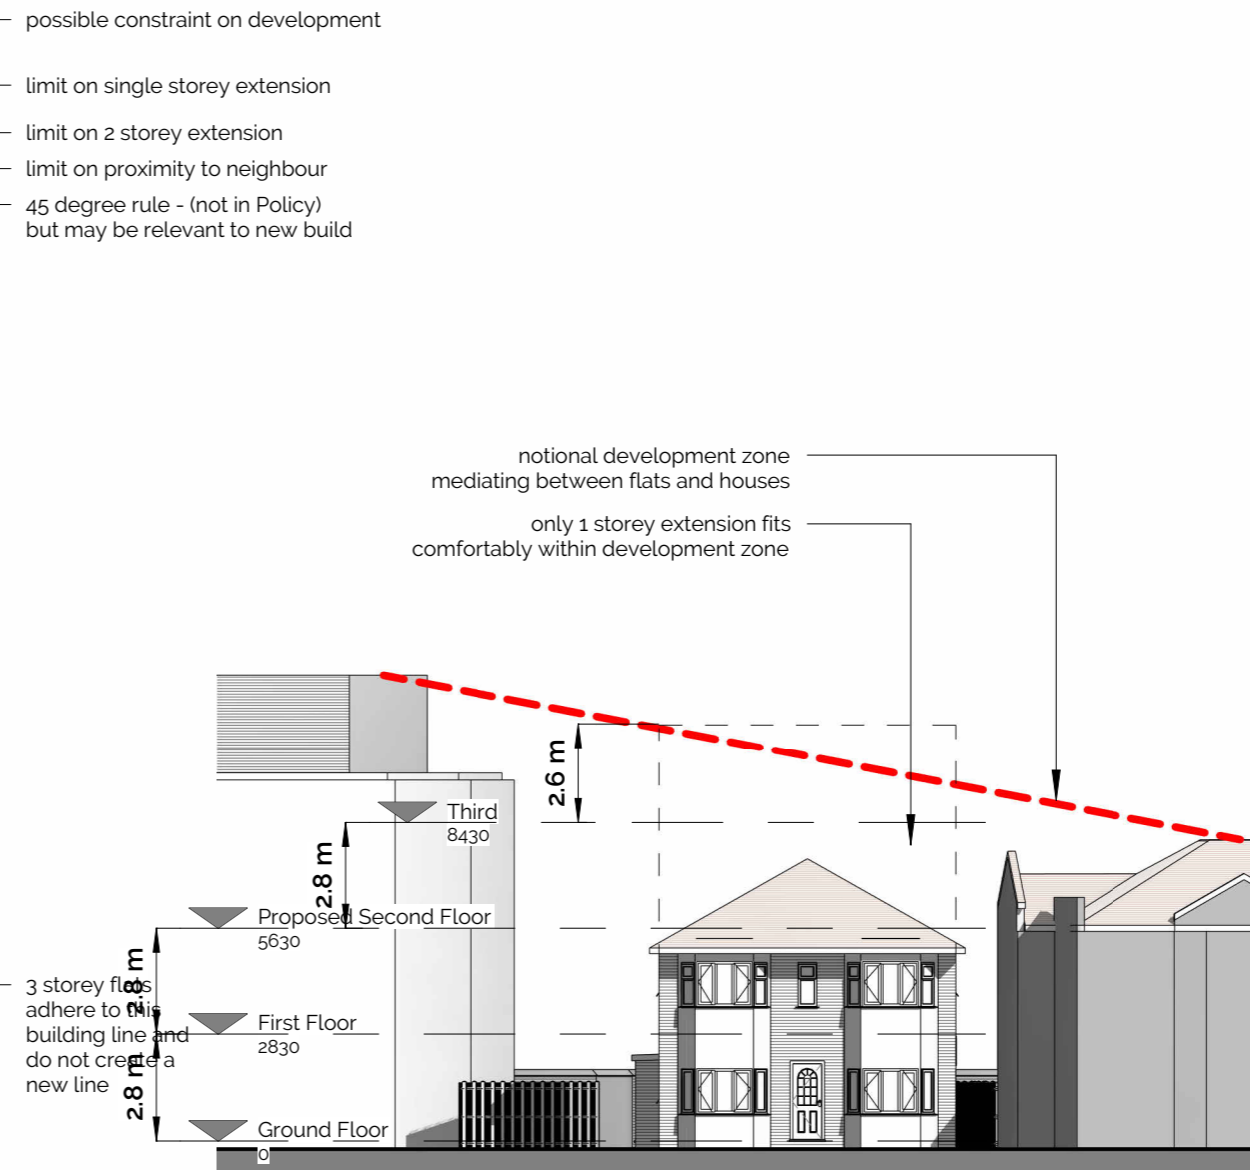 possible constraint on development
limit on single storey extension
limit on 2 storey extension
limit on proximity to neighbour
45 degree rule - (not in Policy)
but may be relevant to new build
notional development zone
mediating between flats and houses
only 1 storey extension fits
comfortably within development zone
2.6 m
Third
8430
2.8 m
Proposed Second Floor
5630
2.8 m
3 storey flats
adhere to this
building line and
do not create a
new line
First Floor
2830
2.8 m
Ground Floor
0